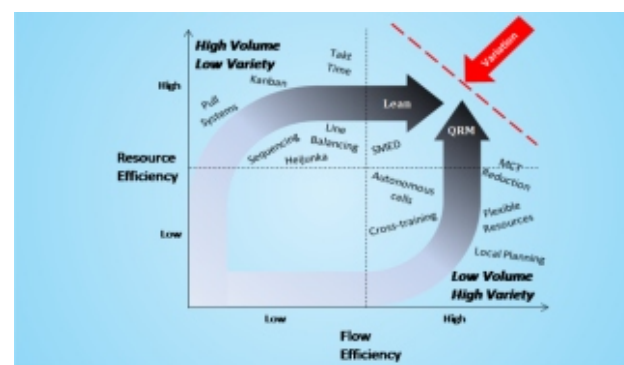 High Volume
Low Variety
Takt
Time
Variation
High
Kanban
Pull
Systems
Lean
QRM
Sequencing
Line
Balancing
Heijunka
SMED
Resource
Efficiency
MCT
Reduction
Autonomous
cells
Cross-training
Flexible
Resources
Low
Local Planning
Low Volume
High Variety
Low
High
Flow
Efficiency